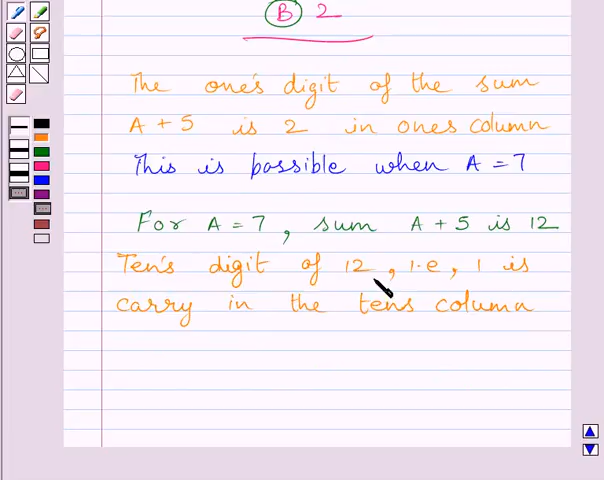 B 2
The one's digit of the sum
A + 5 is 2 in ones column
This is possible when A = 7
For A = 7, sum A + 5 is 12
Ten's digit of 12, i.e, 1 is
carry in the tens column